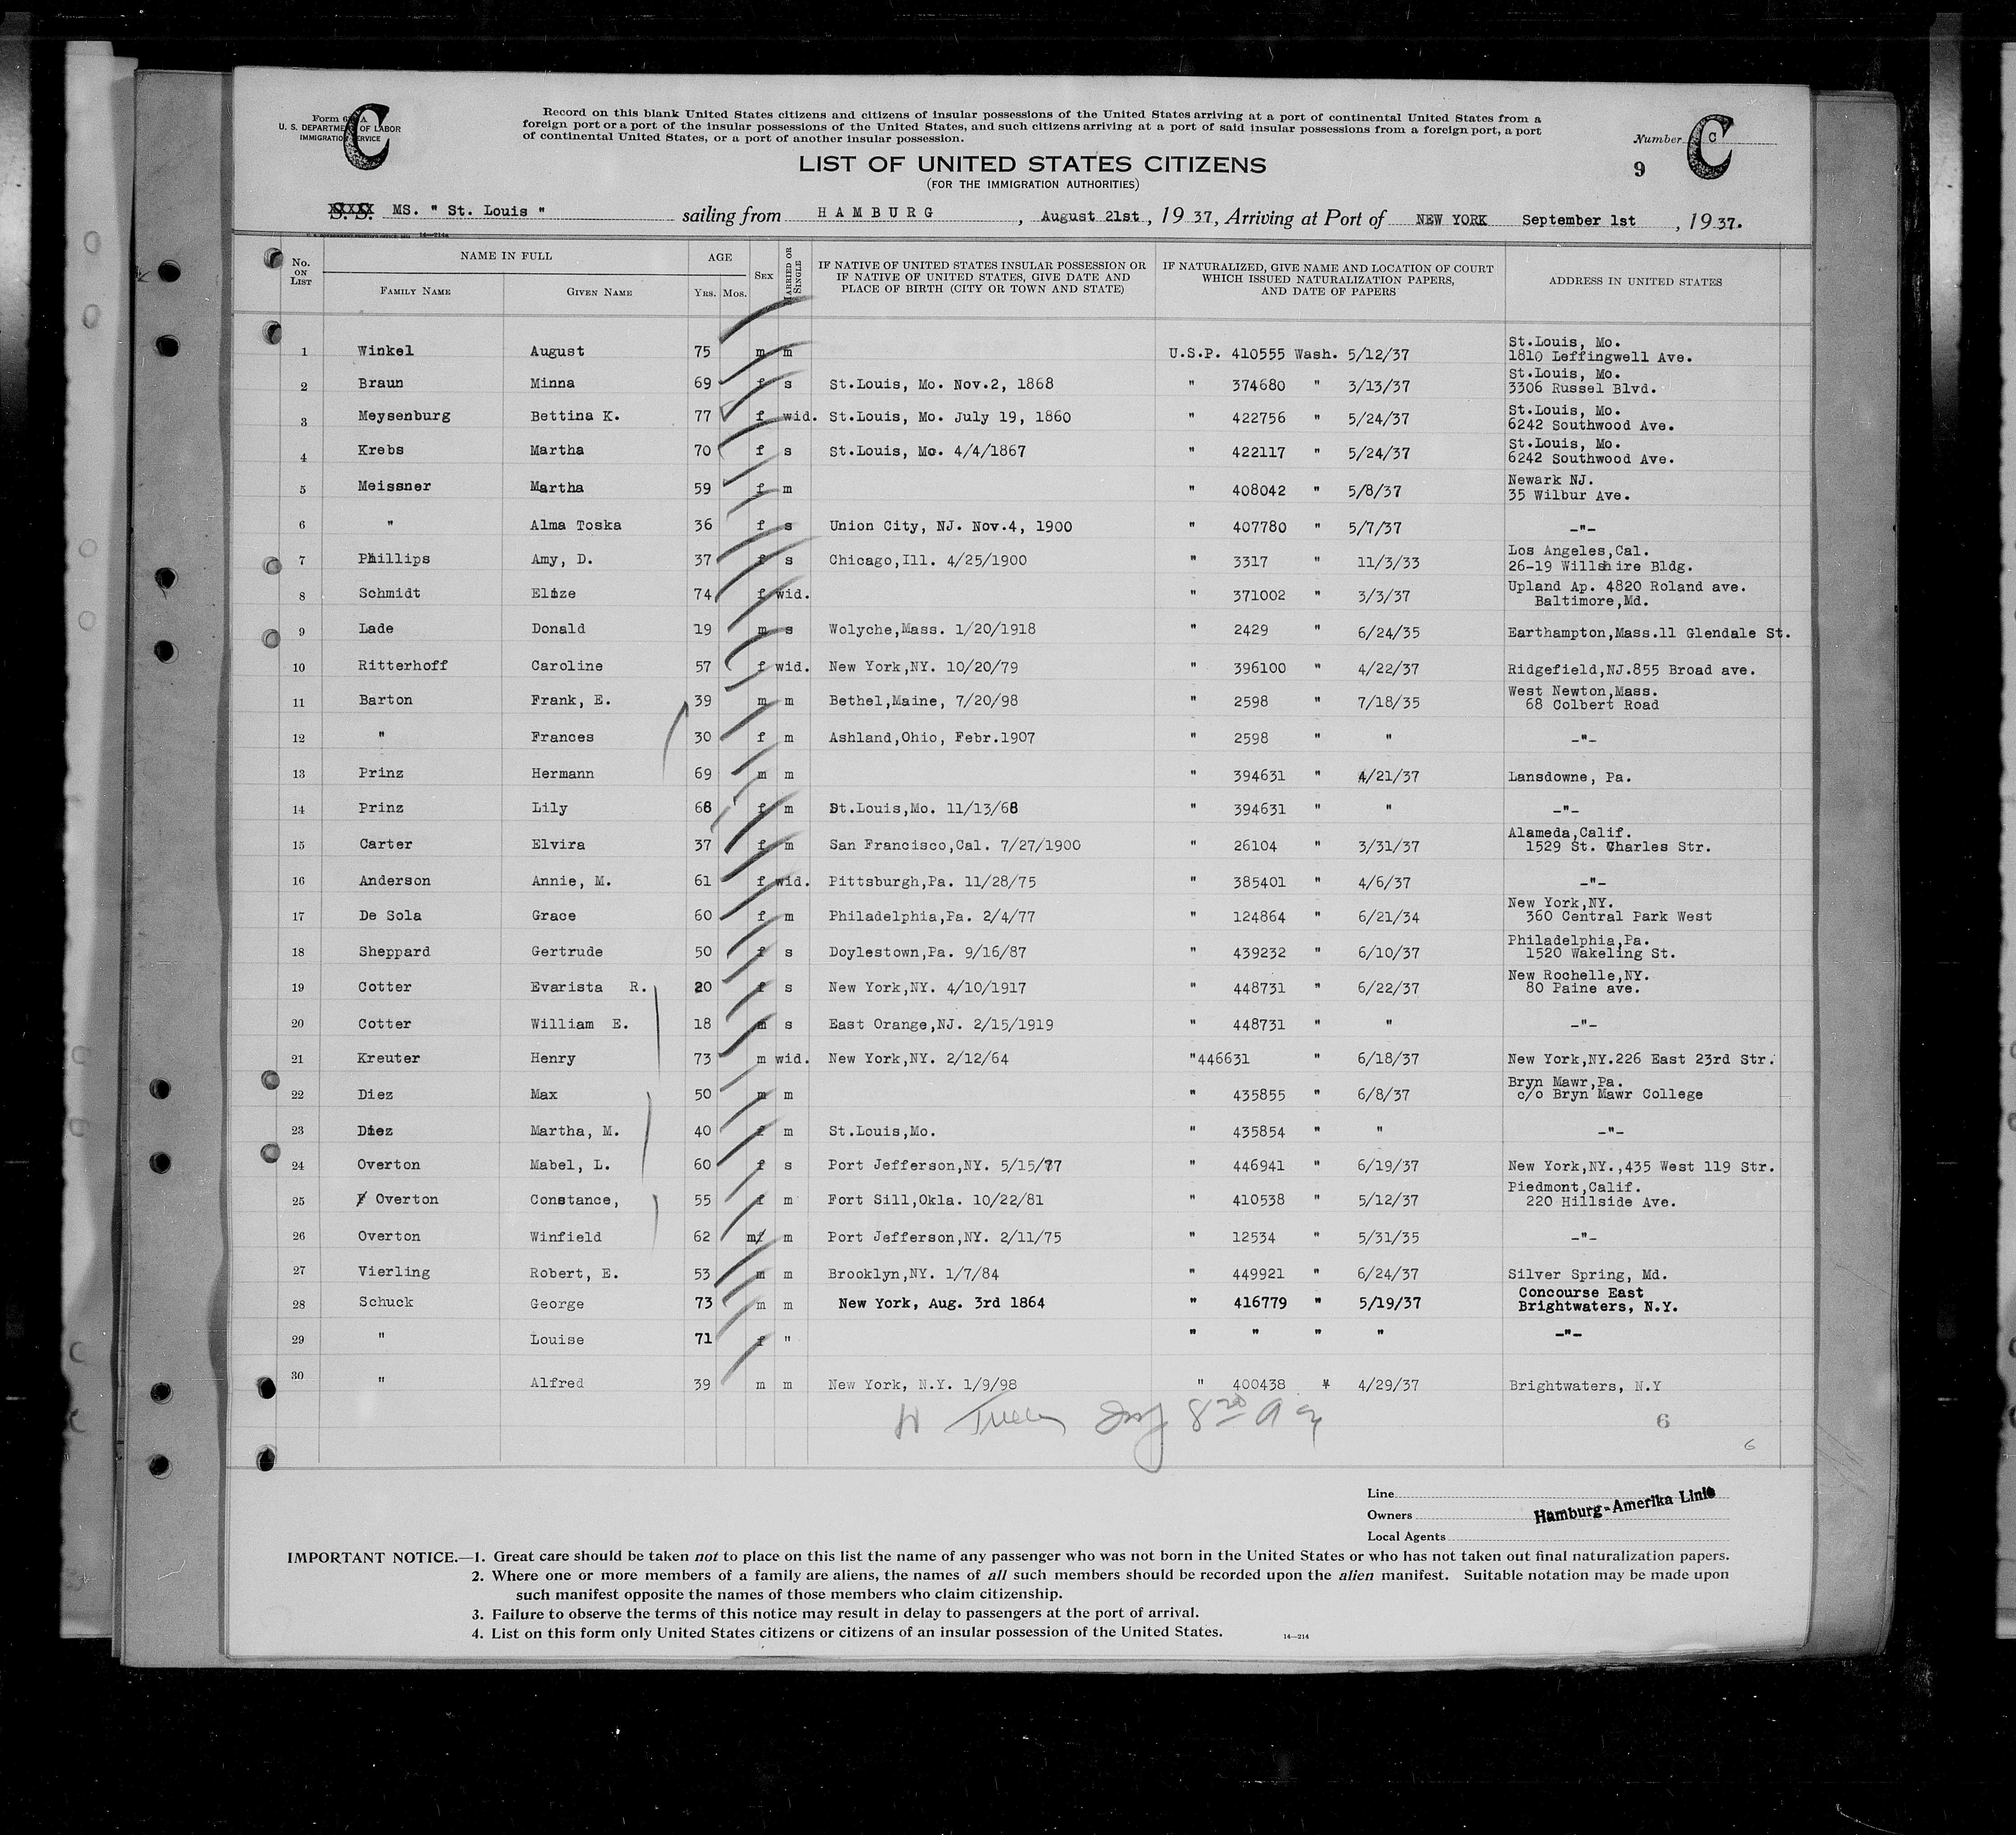 Form 6 A
U. S. DEPARTMENT OF LABOR
IMMIGRATION SERVICE
C
Record on this blank United States citizens and citizens of insular possessions of the United States arriving at a port of continental United States from a
foreign port or a port of the insular possessions of the United States, and such citizens arriving at a port of said insular possessions from a foreign port, a port
of continental United States, or a port of another insular possession.
Number C
C
9
LIST OF UNITED STATES CITIZENS
(FOR THE IMMIGRATION AUTHORITIES)
S. S. MS. " St. Louis " sailing from HAMBURG, August 21st, 1937, Arriving at Port of NEW YORK September 1st, 1937.
No. ON LIST
NAME IN FULL
FAMILY NAME
GIVEN NAME
AGE
YRS. MOS.
SEX
MARRIED OR SINGLE
IF NATIVE OF UNITED STATES INSULAR POSSESSION OR
IF NATIVE OF UNITED STATES, GIVE DATE AND
PLACE OF BIRTH (CITY OR TOWN AND STATE)
IF NATURALIZED, GIVE NAME AND LOCATION OF COURT
WHICH ISSUED NATURALIZATION PAPERS,
AND DATE OF PAPERS
ADDRESS IN UNITED STATES
1 Winkel August 75 m m U.S.P. 410555 Wash. 5/12/37 St.Louis, Mo.
1810 Leffingwell Ave.
2 Braun Minna 69 f s St.Louis, Mo. Nov.2, 1868 " 374680 " 3/13/37 St.Louis, Mo.
3306 Russel Blvd.
3 Meysenburg Bettina K. 77 f wid. St.Louis, Mo. July 19, 1860 " 422756 " 5/24/37 St.Louis, Mo.
6242 Southwood Ave.
4 Krebs Martha 70 f s St.Louis, Mo. 4/4/1867 " 422117 " 5/24/37 St.Louis, Mo.
6242 Southwood Ave.
5 Meissner Martha 59 f m " 408042 " 5/8/37 Newark NJ.
35 Wilbur Ave.
6 " Alma Toska 36 f s Union City, NJ. Nov.4, 1900 " 407780 " 5/7/37 -"-
7 Phillips Amy, D. 37 f s Chicago,Ill. 4/25/1900 " 3317 " 11/3/33 Los Angeles,Cal.
26-19 Willshire Bldg.
8 Schmidt Elize 74 f wid. " 371002 " 3/3/37 Upland Ap. 4820 Roland ave.
Baltimore,Md.
9 Lade Donald 19 m s Wolyche,Mass. 1/20/1918 " 2429 " 6/24/35 Earthampton,Mass.11 Glendale St.
10 Ritterhoff Caroline 57 f wid. New York,NY. 10/20/79 " 396100 " 4/22/37 Ridgefield,NJ.855 Broad ave.
11 Barton Frank, E. 39 m m Bethel,Maine, 7/20/98 " 2598 " 7/18/35 West Newton,Mass.
68 Colbert Road
12 " Frances 30 f m Ashland,Ohio, Febr.1907 " 2598 " " -"-
13 Prinz Hermann 69 m m " 394631 " 4/21/37 Lansdowne, Pa.
14 Prinz Lily 68 f m St.Louis,Mo. 11/13/68 " 394631 " " -"-
15 Carter Elvira 37 f m San Francisco,Cal. 7/27/1900 " 26104 " 3/31/37 Alameda,Calif.
1529 St. Charles Str.
16 Anderson Annie, M. 61 f wid. Pittsburgh,Pa. 11/28/75 " 385401 " 4/6/37 -"-
17 De Sola Grace 60 f m Philadelphia,Pa. 2/4/77 " 124864 " 6/21/34 New York,NY.
360 Central Park West
18 Sheppard Gertrude 50 f s Doylestown,Pa. 9/16/87 " 439232 " 6/10/37 Philadelphia,Pa.
1520 Wakeling St.
19 Cotter Evarista R. 20 f s New York,NY. 4/10/1917 " 448731 " 6/22/37 New Rochelle,NY.
80 Paine ave.
20 Cotter William E. 18 m s East Orange,NJ. 2/15/1919 " 448731 " " -"-
21 Kreuter Henry 73 m wid. New York,NY. 2/12/64 "446631 " 6/18/37 New York,NY.226 East 23rd Str.
22 Diez Max 50 m m " 435855 " 6/8/37 Bryn Mawr,Pa.
c/o Bryn Mawr College
23 Diez Martha, M. 40 f m St.Louis,Mo. " 435854 " " -"-
24 Overton Mabel, L. 60 f s Port Jefferson,NY. 5/15/77 " 446941 " 6/19/37 New York,NY.,435 West 119 Str.
25 Overton Constance, 55 f m Fort Sill,Okla. 10/22/81 " 410538 " 5/12/37 Piedmont,Calif.
220 Hillside Ave.
26 Overton Winfield 62 m m Port Jefferson,NY. 2/11/75 " 12534 " 5/31/35 -"-
27 Vierling Robert, E. 53 m m Brooklyn,NY. 1/7/84 " 449921 " 6/24/37 Silver Spring, Md.
28 Schuck George 73 m m New York, Aug. 3rd 1864 " 416779 " 5/19/37 Concourse East
Brightwaters, N.Y.
29 " Louise 71 f " " " " " -"-
30 " Alfred 39 m m New York, N.Y. 1/9/98 " 400438 " 4/29/37 Brightwaters, N.Y
6
6
Line
Owners Hamburg-Amerika Linie
Local Agents
IMPORTANT NOTICE.—1. Great care should be taken not to place on this list the name of any passenger who was not born in the United States or who has not taken out final naturalization papers.
2. Where one or more members of a family are aliens, the names of all such members should be recorded upon the alien manifest. Suitable notation may be made upon
such manifest opposite the names of those members who claim citizenship.
3. Failure to observe the terms of this notice may result in delay to passengers at the port of arrival.
4. List on this form only United States citizens or citizens of an insular possession of the United States.
14—214